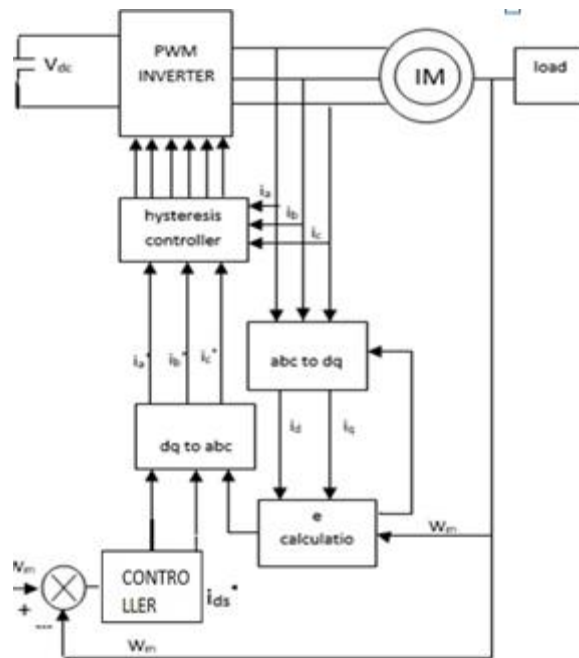 Vdc
PWM
INVERTER
IM
load
ia
ib
ic
hysteresis
controller
ia*
ib*
ic*
abc to dq
id
iq
dq to abc
e
calculatio
Wm
CONTRO
LLER
ids*
Wm
+
---
Wm